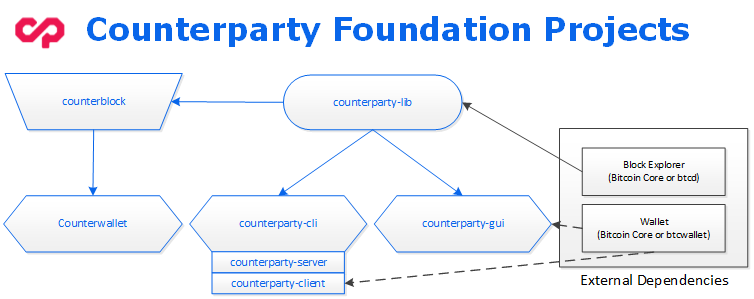 Counterparty Foundation Projects
counterblock
counterparty-lib
Block Explorer
(Bitcoin Core or btcd)
Counterwallet
counterparty-cli
counterparty-gui
Wallet
(Bitcoin Core or btcwallet)
counterparty-server
counterparty-client
External Dependencies